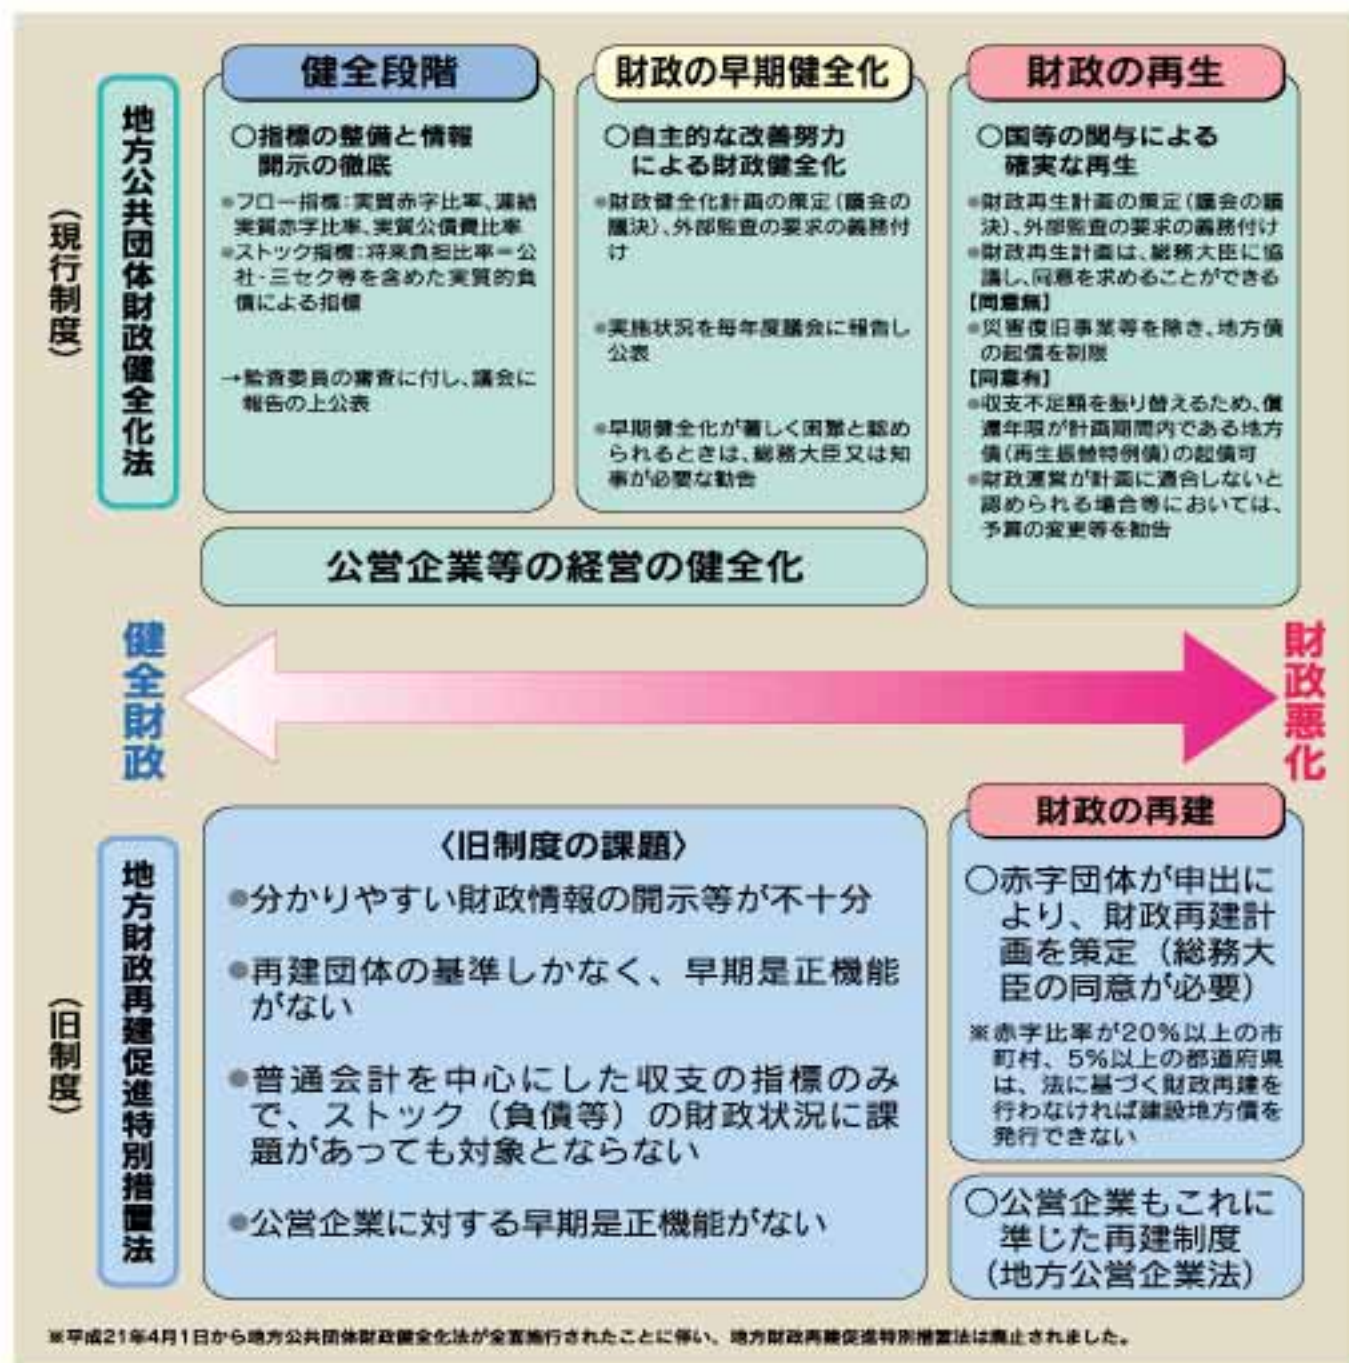 地方公共団体財政健全化法
(現行制度)
健全段階
○指標の整備と情報
開示の徹底
●フロー指標:実質赤字比率、連結
実質赤字比率、実質公債費比率
●ストック指標:将来負担比率=公
社・三セク等を含めた実質的負
債による指標
→監査委員の審査に付し、議会に
報告の上公表
財政の早期健全化
○自主的な改善努力
による財政健全化
●財政健全化計画の策定(議会の
議決)、外部監査の要求の義務付
け
●実施状況を毎年度議会に報告し
公表
●早期健全化が著しく困難と認め
られるときは、総務大臣又は知
事が必要な勧告
財政の再生
○国等の関与による
確実な再生
●財政再生計画の策定(議会の議
決)、外部監査の要求の義務付け
●財政再生計画は、総務大臣に協
議し、同意を求めることができる
【同意無】
●災害復旧事業等を除き、地方債
の起債を制限
【同意有】
●収支不足額を振り替えるため、償
還年限が計画期間内である地方
債(再生振替特例債)の起債可
●財政運営が計画に適合しないと
認められる場合等においては、
予算の変更等を勧告
公営企業等の経営の健全化
健全財政
財政悪化
地方財政再建促進特別措置法
(旧制度)
〈旧制度の課題〉
●分かりやすい財政情報の開示等が不十分
●再建団体の基準しかなく、早期是正機能
がない
●普通会計を中心にした収支の指標のみ
で、ストック(負債等)の財政状況に課
題があっても対象とならない
●公営企業に対する早期是正機能がない
財政の再建
○赤字団体が申出に
より、財政再建計
画を策定(総務大
臣の同意が必要)
※赤字比率が20%以上の市
町村、5%以上の都道府県
は、法に基づく財政再建を
行わなければ建設地方債を
発行できない
○公営企業もこれに
準じた再建制度
(地方公営企業法)
※平成21年4月1日から地方公共団体財政健全化法が全面施行されたことに伴い、地方財政再建促進特別措置法は廃止されました。